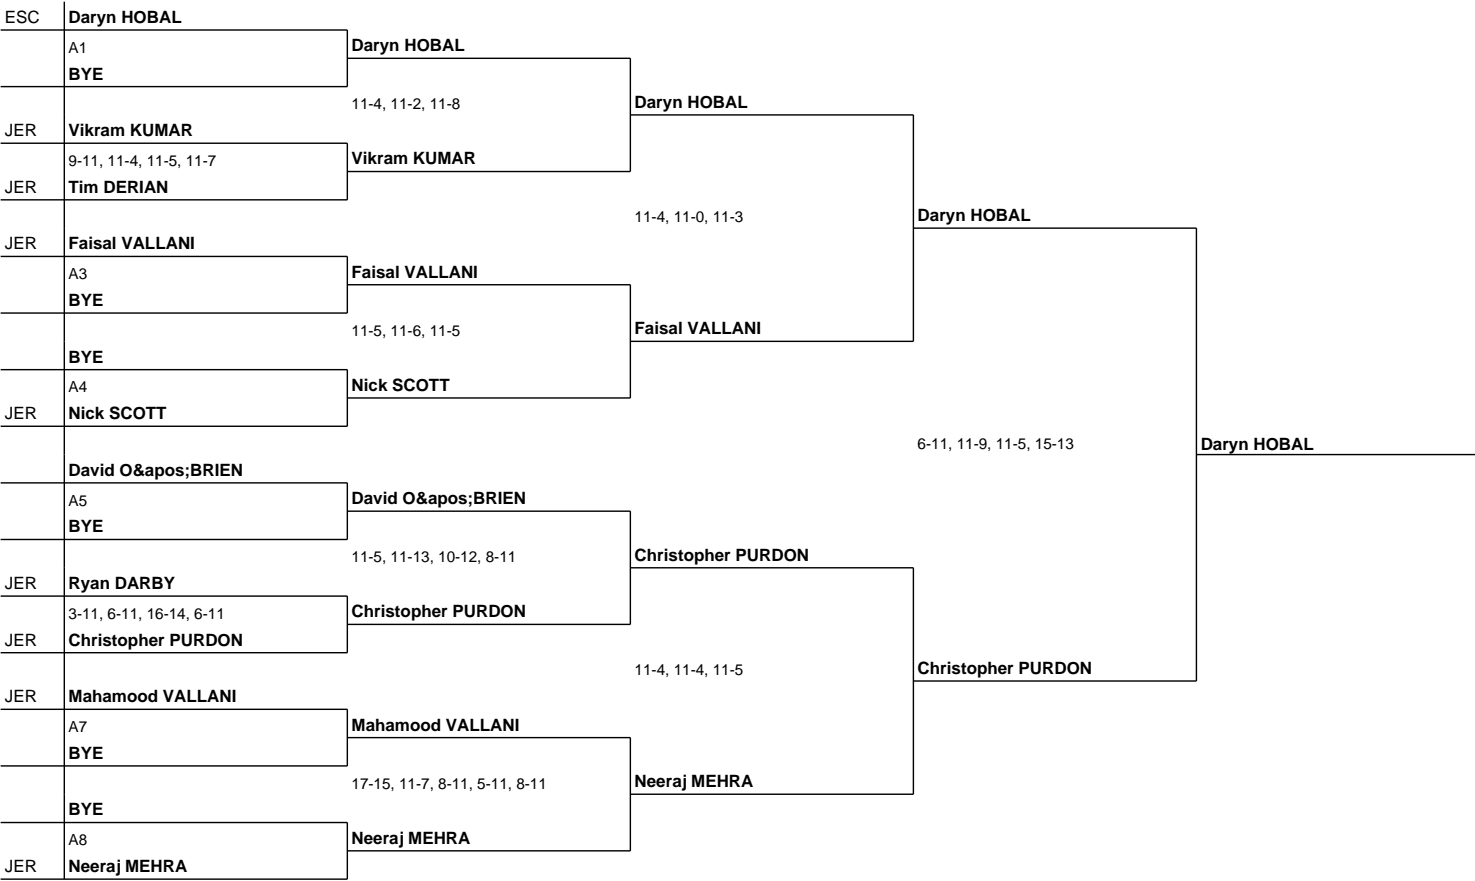 ESC Daryn HOBAL
A1
BYE
JER Vikram KUMAR
9-11, 11-4, 11-5, 11-7
JER Tim DERIAN
JER Faisal VALLANI
A3
BYE
BYE
A4
JER Nick SCOTT
David O&apos;BRIEN
A5
BYE
JER Ryan DARBY
3-11, 6-11, 16-14, 6-11
JER Christopher PURDON
JER Mahamood VALLANI
A7
BYE
BYE
A8
JER Neeraj MEHRA
Daryn HOBAL
11-4, 11-2, 11-8
Vikram KUMAR
Faisal VALLANI
11-5, 11-6, 11-5
Nick SCOTT
David O&apos;BRIEN
11-5, 11-13, 10-12, 8-11
Christopher PURDON
Mahamood VALLANI
17-15, 11-7, 8-11, 5-11, 8-11
Neeraj MEHRA
Daryn HOBAL
11-4, 11-0, 11-3
Faisal VALLANI
Christopher PURDON
11-4, 11-4, 11-5
Neeraj MEHRA
Daryn HOBAL
6-11, 11-9, 11-5, 15-13
Christopher PURDON
Daryn HOBAL